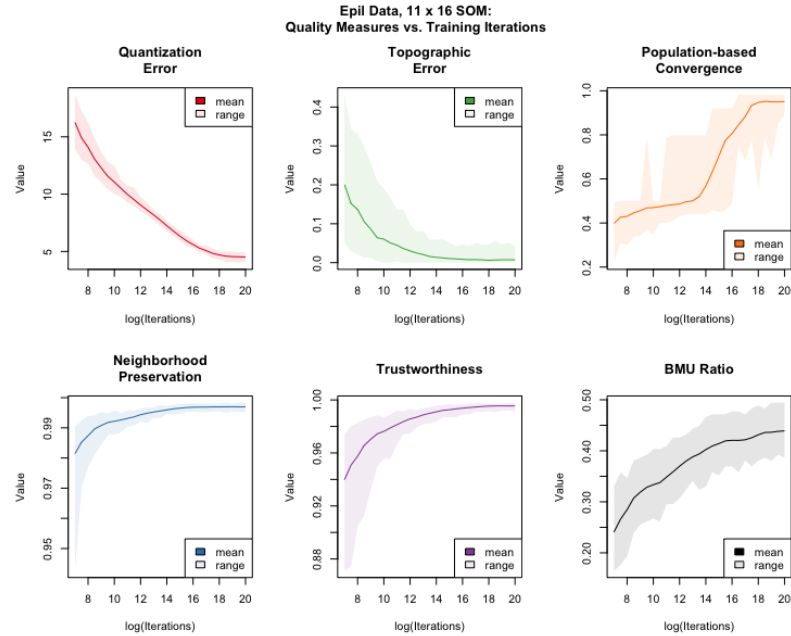 Epil Data, 11 x 16 SOM:
Quality Measures vs. Training Iterations
Quantization
Error
mean
range
Value
5
10
15
8 10 12 14 16 18 20
log(Iterations)
Topographic
Error
mean
range
Value
0.0
0.1
0.2
0.3
0.4
8 10 12 14 16 18 20
log(Iterations)
Population-based
Convergence
mean
range
Value
0.2
0.4
0.6
0.8
1.0
8 10 12 14 16 18 20
log(Iterations)
Neighborhood
Preservation
mean
range
Value
0.95
0.97
0.99
8 10 12 14 16 18 20
log(Iterations)
Trustworthiness
mean
range
Value
0.88
0.92
0.96
1.00
8 10 12 14 16 18 20
log(Iterations)
BMU Ratio
mean
range
Value
0.20
0.30
0.40
0.50
8 10 12 14 16 18 20
log(Iterations)